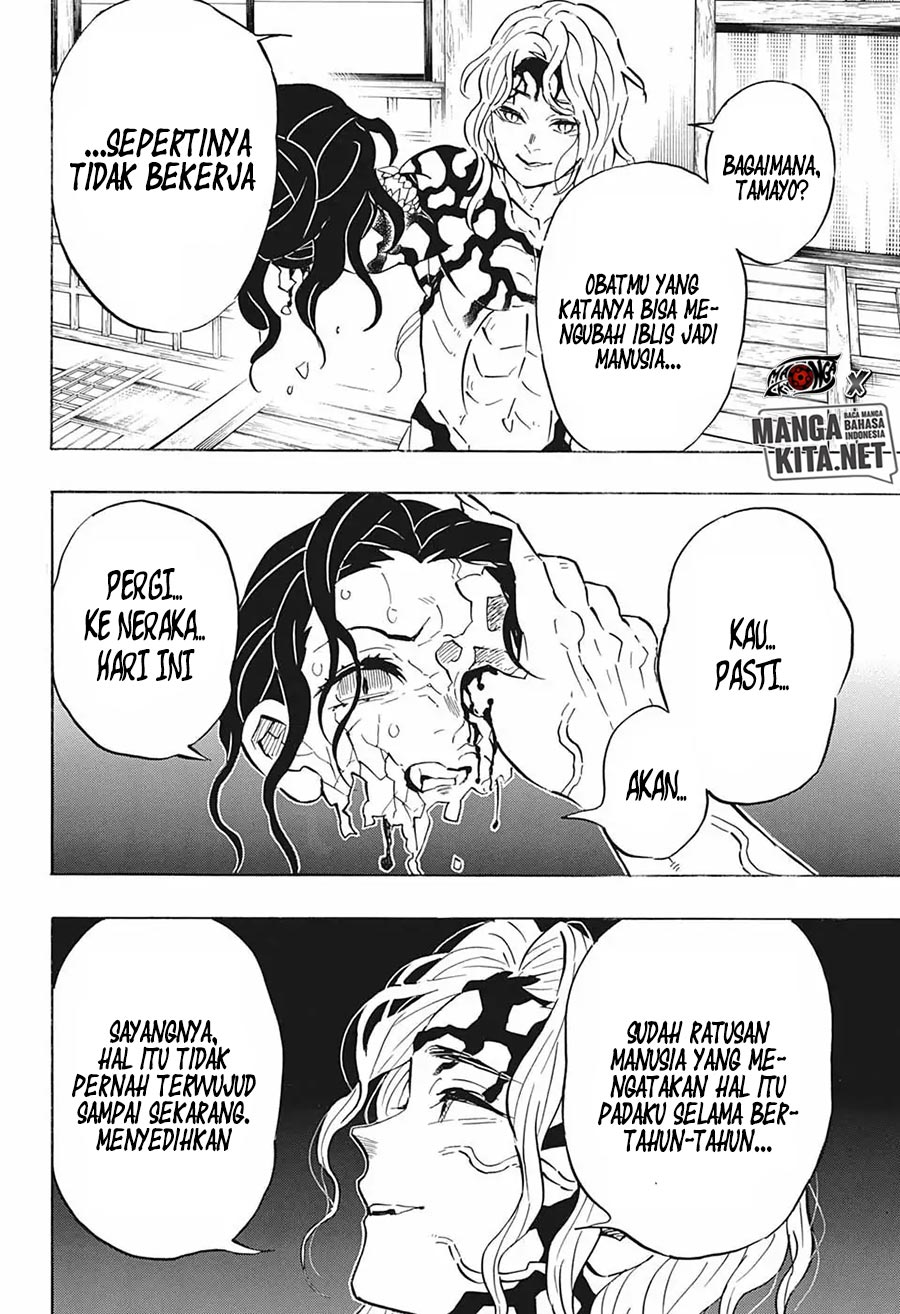 BAGAIMANA,
TAMAYO?
OBATMU YANG
KATANYA BISA ME-
NGUBAH IBLIS JADI
MANUSIA...
...SEPERTINYA
TIDAK BEKERJA
MANGA
KITA.NET
BACA MANGA
BAHASA
INDONESIA
X
KAU...
PASTI...
AKAN...
PERGI...
KE NERAKA...
HARI INI
SUDAH RATUSAN
MANUSIA YANG ME-
NGATAKAN HAL ITU
PADAKU SELAMA BER-
TAHUN-TAHUN...
SAYANGNYA,
HAL ITU TIDAK
PERNAH TERWUJUD
SAMPAI SEKARANG.
MENYEDIHKAN